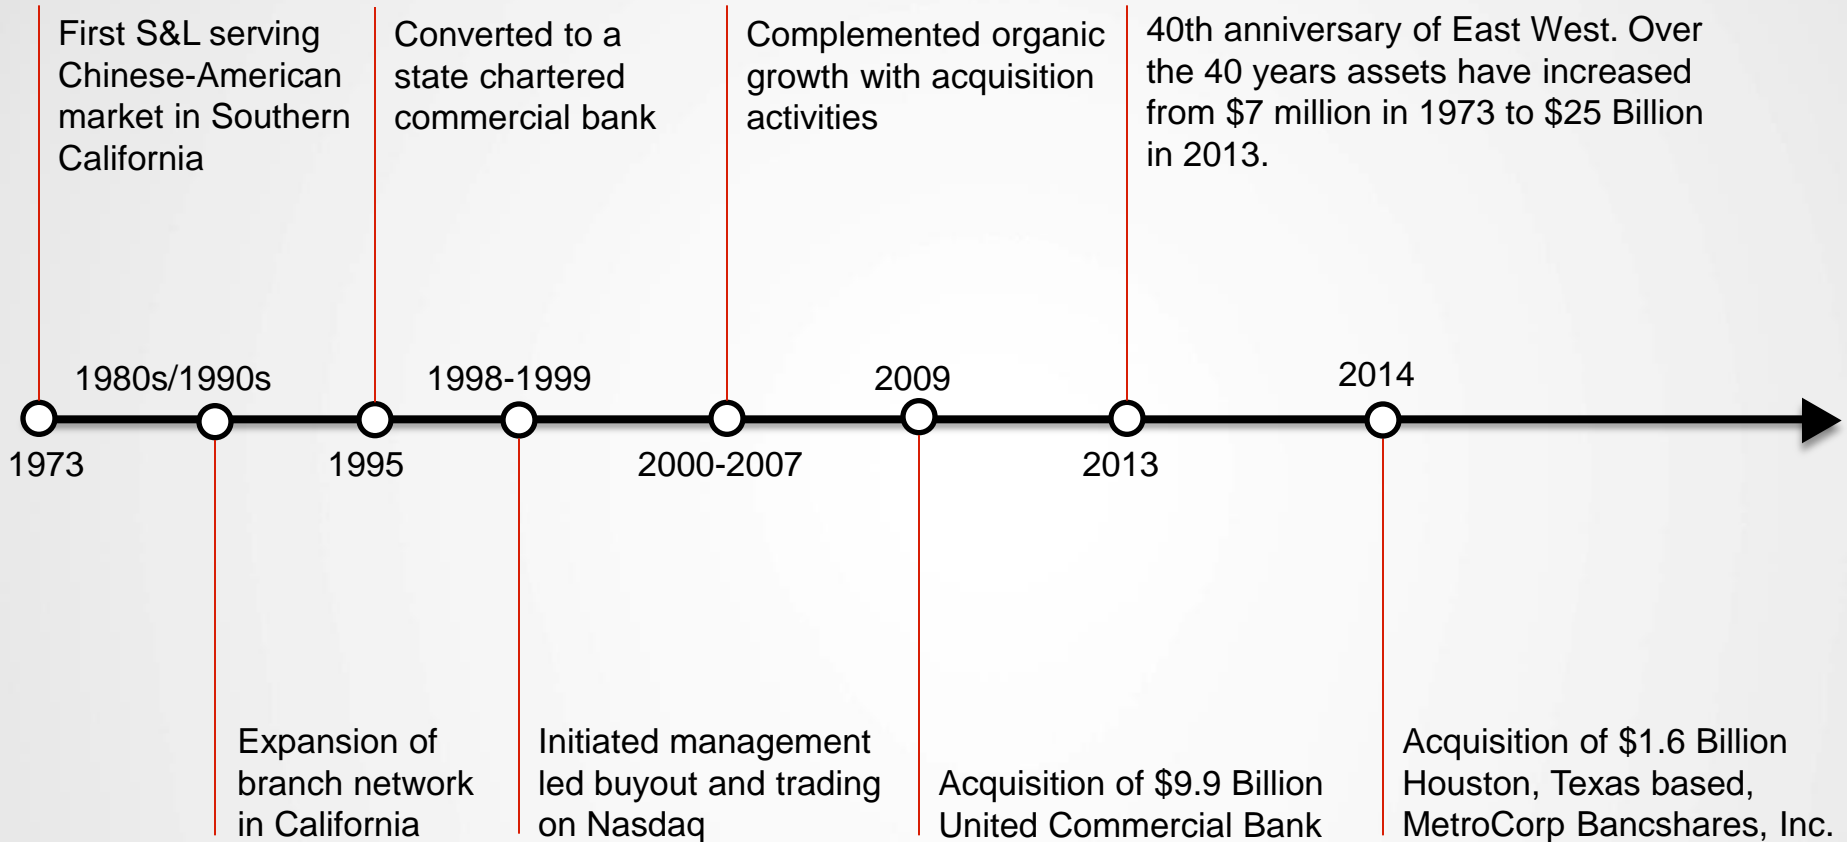 First S&L serving
Chinese-American
market in Southern
California
Converted to a
state chartered
commercial bank
Complemented organic
growth with acquisition
activities
40th anniversary of East West. Over
the 40 years assets have increased
from $7 million in 1973 to $25 Billion
in 2013.
1980s/1990s
1998-1999
2009
2014
1973
1995
2000-2007
2013
Expansion of
branch network
in California
Initiated management
led buyout and trading
on Nasdaq
Acquisition of $9.9 Billion
United Commercial Bank
Acquisition of $1.6 Billion
Houston, Texas based,
MetroCorp Bancshares, Inc.